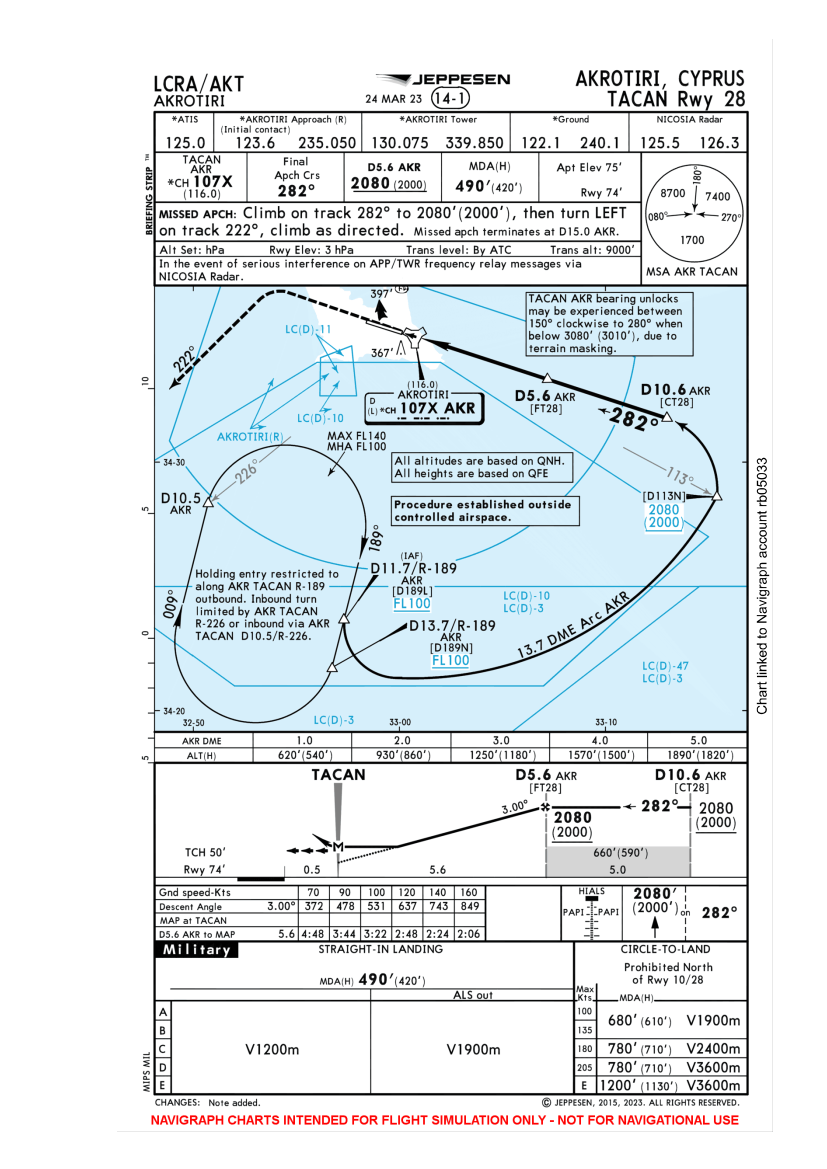 LCRA/AKT
AKROTIRI
JEPPESEN
24 MAR 23 14-1
AKROTIRI, CYPRUS
TACAN Rwy 28
*ATIS
125.0
*AKROTIRI Approach (R)
(Initial contact)
123.6 235.050
*AKROTIRI Tower
130.075 339.850
*Ground
122.1 240.1
NICOSIA Radar
125.5 126.3
BRIEFING STRIP TM
TACAN
AKR
*CH 107X
(116.0)
Final
Apch Crs
282°
D5.6 AKR
2080 (2000)
MDA(H)
490'(420')
Apt Elev 75'
Rwy 74'
MISSED APCH: Climb on track 282° to 2080'(2000'), then turn LEFT
on track 222°, climb as directed. Missed apch terminates at D15.0 AKR.
Alt Set: hPa Rwy Elev: 3 hPa Trans level: By ATC Trans alt: 9000'
In the event of serious interference on APP/TWR frequency relay messages via
NICOSIA Radar.
180°
8700 7400
080° 270°
1700
MSA AKR TACAN
397'
TACAN AKR bearing unlocks
may be experienced between
150° clockwise to 280° when
below 3080' (3010'), due to
terrain masking.
LC(D)-11
367'
222°
(116.0)
AKROTIRI
D
(L) *CH 107X AKR
D5.6 AKR
[FT28]
D10.6 AKR
[CT28]
282°
10
LC(D)-10
AKROTIRI(R)
MAX FL140
MHA FL100
34-30
226°
All altitudes are based on QNH.
All heights are based on QFE
113°
D10.5
AKR
[D113N]
2080
(2000)
Procedure established outside
controlled airspace.
5
189°
(IAF)
D11.7/R-189
AKR
[D189L]
FL100
Holding entry restricted to
along AKR TACAN R-189
outbound. Inbound turn
limited by AKR TACAN
R-226 or inbound via AKR
TACAN D10.5/R-226.
009°
LC(D)-10
LC(D)-3
D13.7/R-189
AKR
[D189N]
FL100
13.7 DME Arc AKR
0
LC(D)-47
LC(D)-3
34-20
32-50
LC(D)-3
33-00
33-10
5
AKR DME 1.0 2.0 3.0 4.0 5.0
ALT(H) 620'(540') 930'(860') 1250'(1180') 1570'(1500') 1890'(1820')
TACAN
D5.6 AKR
[FT28]
D10.6 AKR
[CT28]
3.00°
2080
(2000)
282°
2080
(2000)
M
TCH 50'
Rwy 74'
660'(590')
0.5 5.6 5.0
Gnd speed-Kts 70 90 100 120 140 160
Descent Angle 3.00° 372 478 531 637 743 849
MAP at TACAN
D5.6 AKR to MAP 5.6 4:48 3:44 3:22 2:48 2:24 2:06
HIALS
PAPI PAPI
2080'
(2000') on 282°
Military
STRAIGHT-IN LANDING
CIRCLE-TO-LAND
MDA(H) 490'(420')
Prohibited North
of Rwy 10/28
ALS out
Max
Kts
MDA(H)
A
B
C
D
E
V1200m
V1900m
100
135
680' (610') V1900m
180 780' (710') V2400m
205 780' (710') V3600m
E 1200' (1130') V3600m
MIPS MIL
CHANGES: Note added.
© JEPPESEN, 2015, 2023. ALL RIGHTS RESERVED.
NAVIGRAPH CHARTS INTENDED FOR FLIGHT SIMULATION ONLY - NOT FOR NAVIGATIONAL USE
Chart linked to Navigraph account rb05033